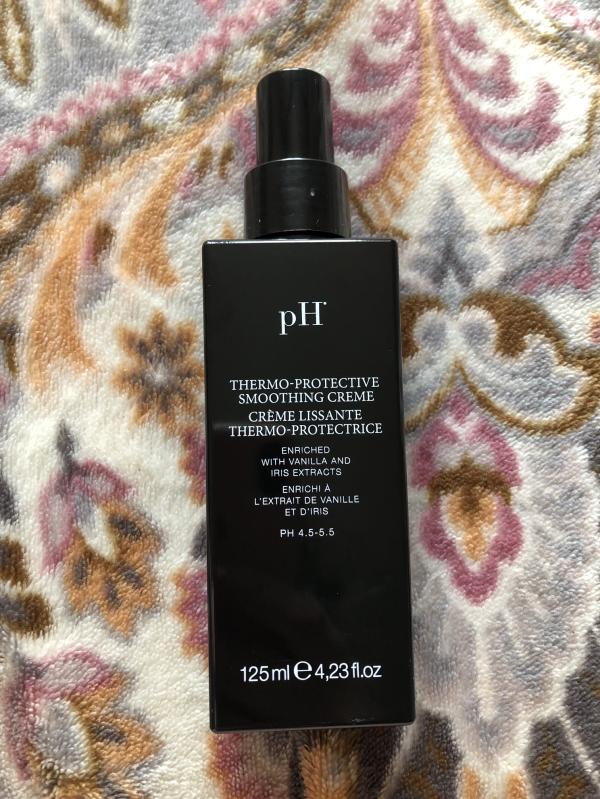 pH
THERMO-PROTECTIVE
SMOOTHING CREME
CRÈME LISSANTE
THERMO-PROTECTRICE
ENRICHED
WITH VANILLA AND
IRIS EXTRACTS
ENRICHI À
L'EXTRAIT DE VANILLE
ET D'IRIS
PH 4.5-5.5
125 ml e 4,23 fl.oz